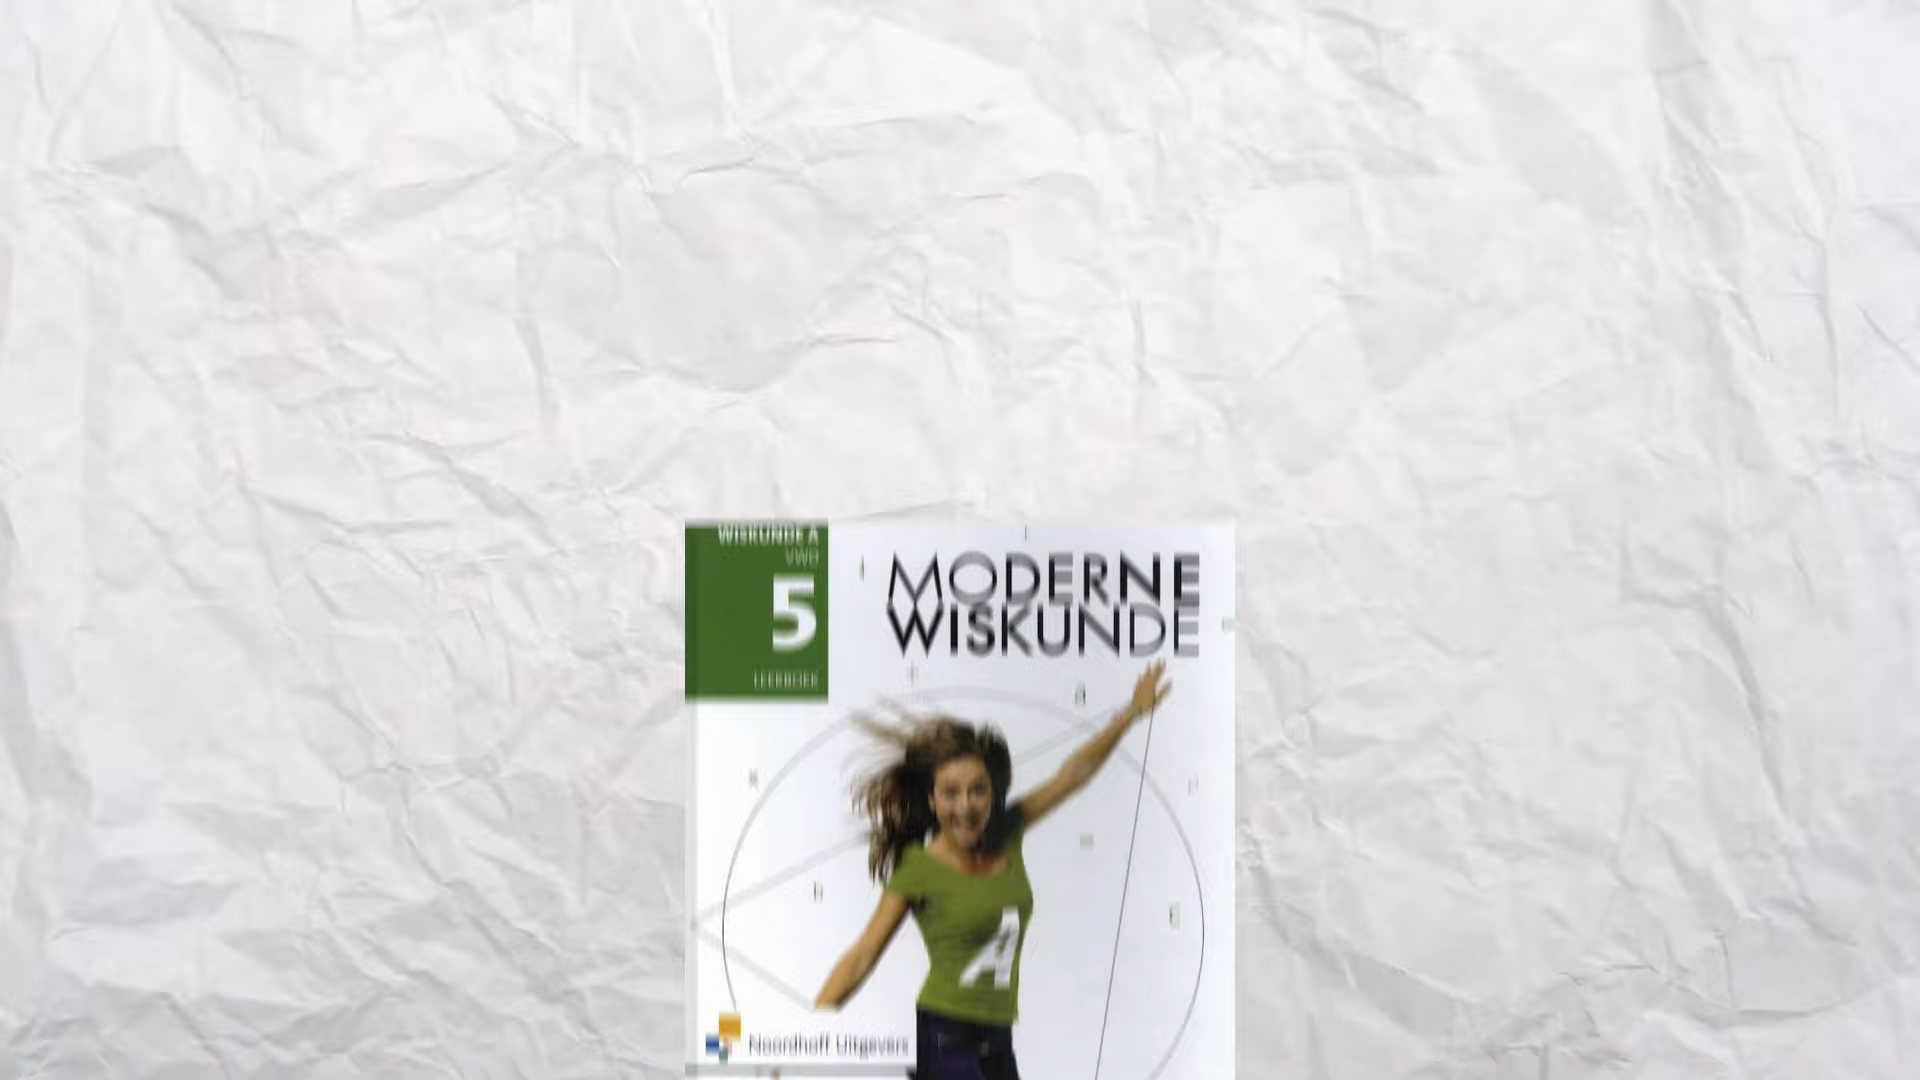 WISKUNDE A
VWO
5
LEERBOEK
MODERNE
WISKUNDE
A
Noordhoff Uitgevers